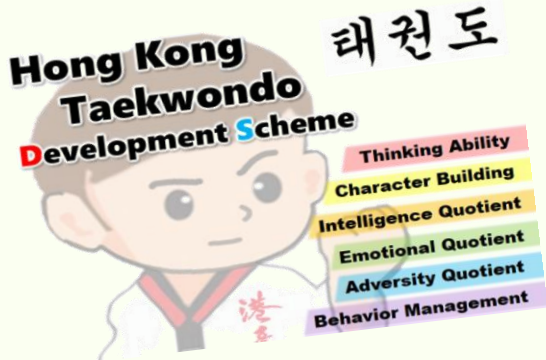 Hong Kong
Taekwondo
Development Scheme
태권도
Thinking Ability
Character Building
Intelligence Quotient
Emotional Quotient
Adversity Quotient
Behavior Management
港